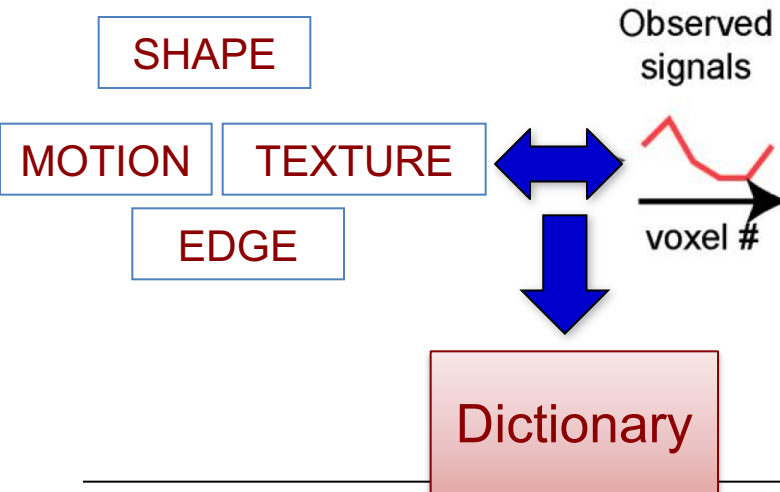 Observed
signals
SHAPE
MOTION
TEXTURE
EDGE
voxel #
Dictionary